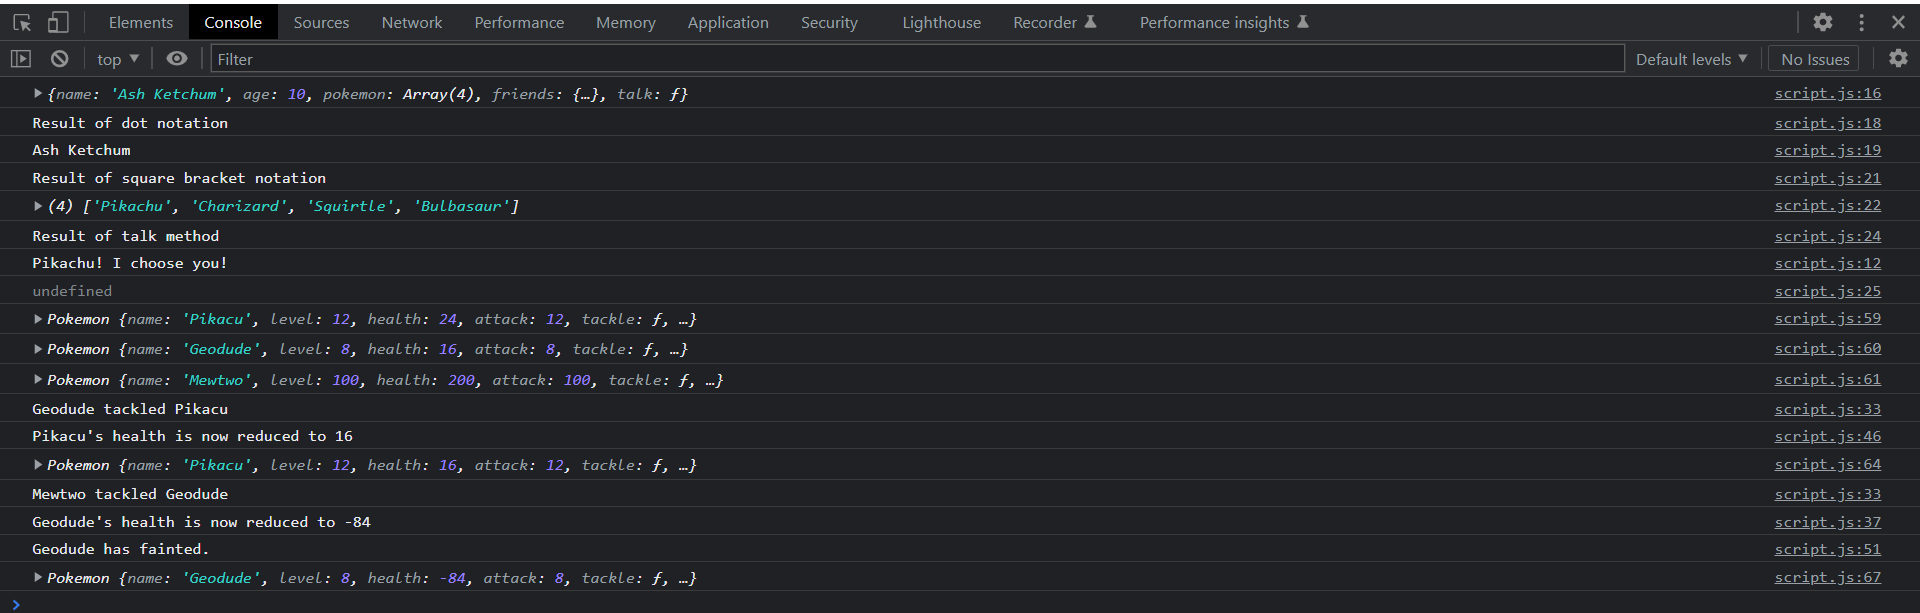 Elements Console Sources Network Performance Memory Application Security Lighthouse Recorder Performance insights
top Filter Default levels No Issues
{name: 'Ash Ketchum', age: 10, pokemon: Array(4), friends: {…}, talk: ƒ} script.js:16
Result of dot notation script.js:18
Ash Ketchum script.js:19
Result of square bracket notation script.js:21
(4) ['Pikachu', 'Charizard', 'Squirtle', 'Bulbasaur'] script.js:22
Result of talk method script.js:24
Pikachu! I choose you! script.js:12
undefined script.js:25
Pokemon {name: 'Pikacu', level: 12, health: 24, attack: 12, tackle: ƒ, …} script.js:59
Pokemon {name: 'Geodude', level: 8, health: 16, attack: 8, tackle: ƒ, …} script.js:60
Pokemon {name: 'Mewtwo', level: 100, health: 200, attack: 100, tackle: ƒ, …} script.js:61
Geodude tackled Pikacu script.js:33
Pikacu's health is now reduced to 16 script.js:46
Pokemon {name: 'Pikacu', level: 12, health: 16, attack: 12, tackle: ƒ, …} script.js:64
Mewtwo tackled Geodude script.js:33
Geodude's health is now reduced to -84 script.js:37
Geodude has fainted. script.js:51
Pokemon {name: 'Geodude', level: 8, health: -84, attack: 8, tackle: ƒ, …} script.js:67